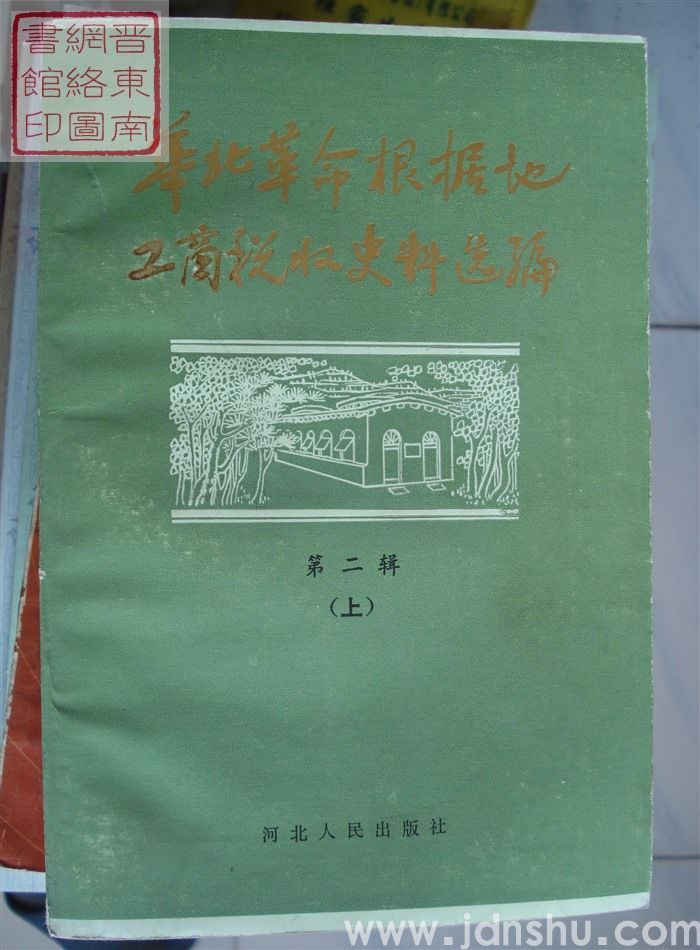 晋東南
網絡圖
書館印
華北革命根据地
工商税收史料选编
第二辑
（上）
河北人民出版社
www.jdnshu.com